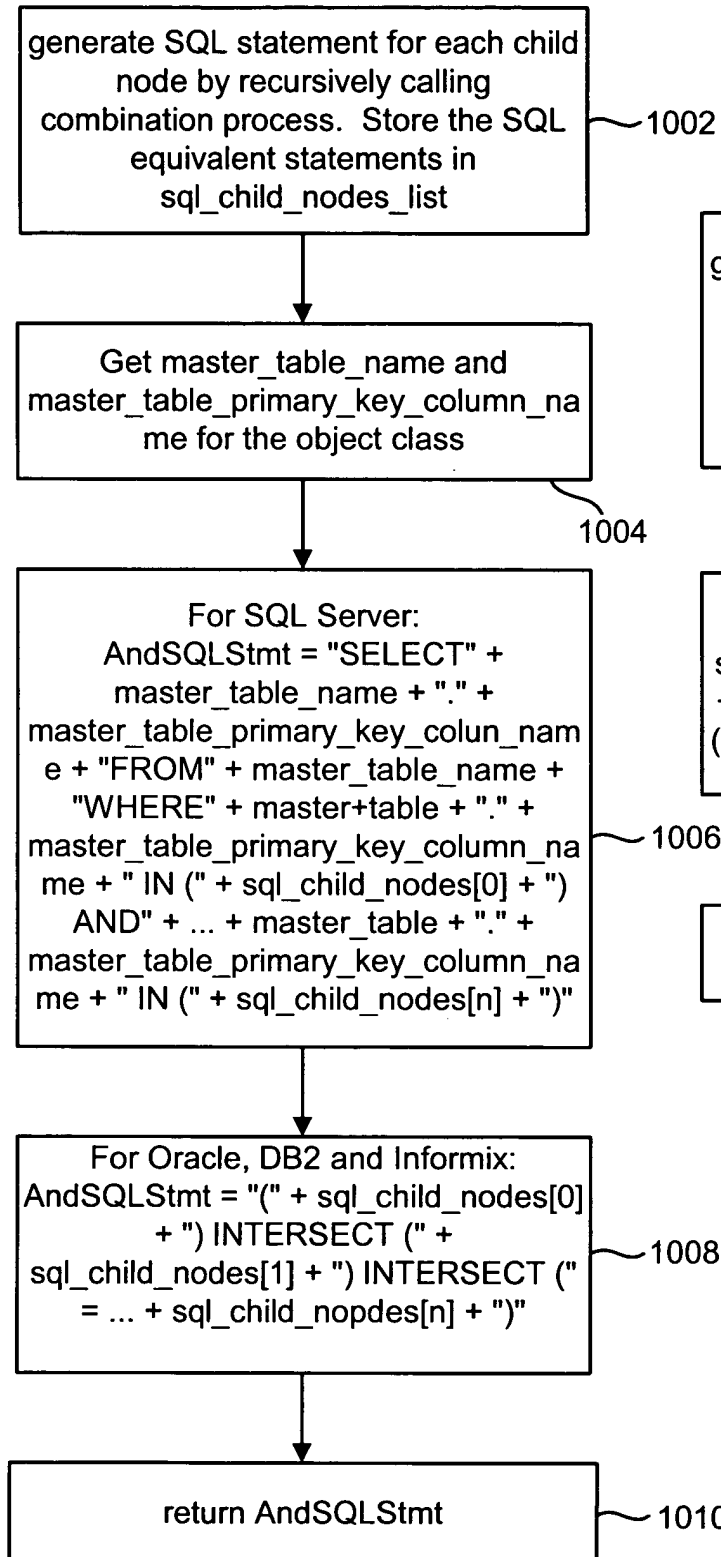 generate SQL statement for each child
node by recursively calling
combination process. Store the SQL
equivalent statements in
sql_child_nodes_list
1002
Get master_table_name and
master_table_primary_key_column_na
me for the object class
1004
For SQL Server:
AndSQLStmt = "SELECT" +
master_table_name + "." +
master_table_primary_key_colun_nam
e + "FROM" + master_table_name +
"WHERE" + master+table + "." +
master_table_primary_key_column_na
me + " IN (" + sql_child_nodes[0] + ")
AND" + ... + master_table + "." +
master_table_primary_key_column_na
me + " IN (" + sql_child_nodes[n] + ")"
1006
For Oracle, DB2 and Informix:
AndSQLStmt = "(" + sql_child_nodes[0]
+ ") INTERSECT (" +
sql_child_nodes[1] + ") INTERSECT ("
= ... + sql_child_nopdes[n] + ")"
1008
return AndSQLStmt
1010
g
s
(